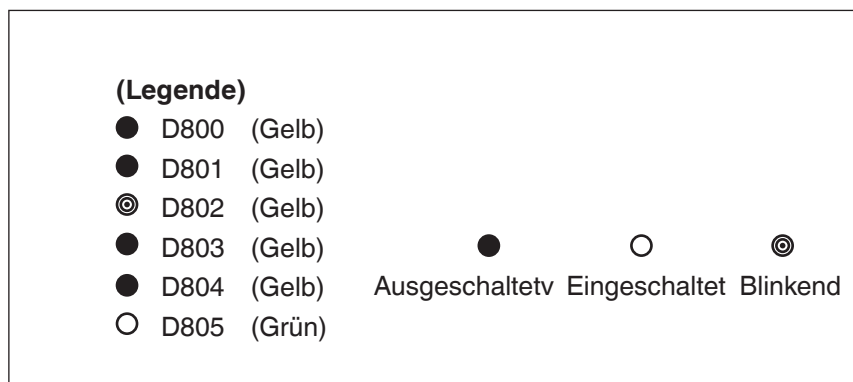 (Legende)
D800 (Gelb)
D801 (Gelb)
D802 (Gelb)
D803 (Gelb)
D804 (Gelb)
D805 (Grün)
Ausgeschaltetv Eingeschaltet Blinkend